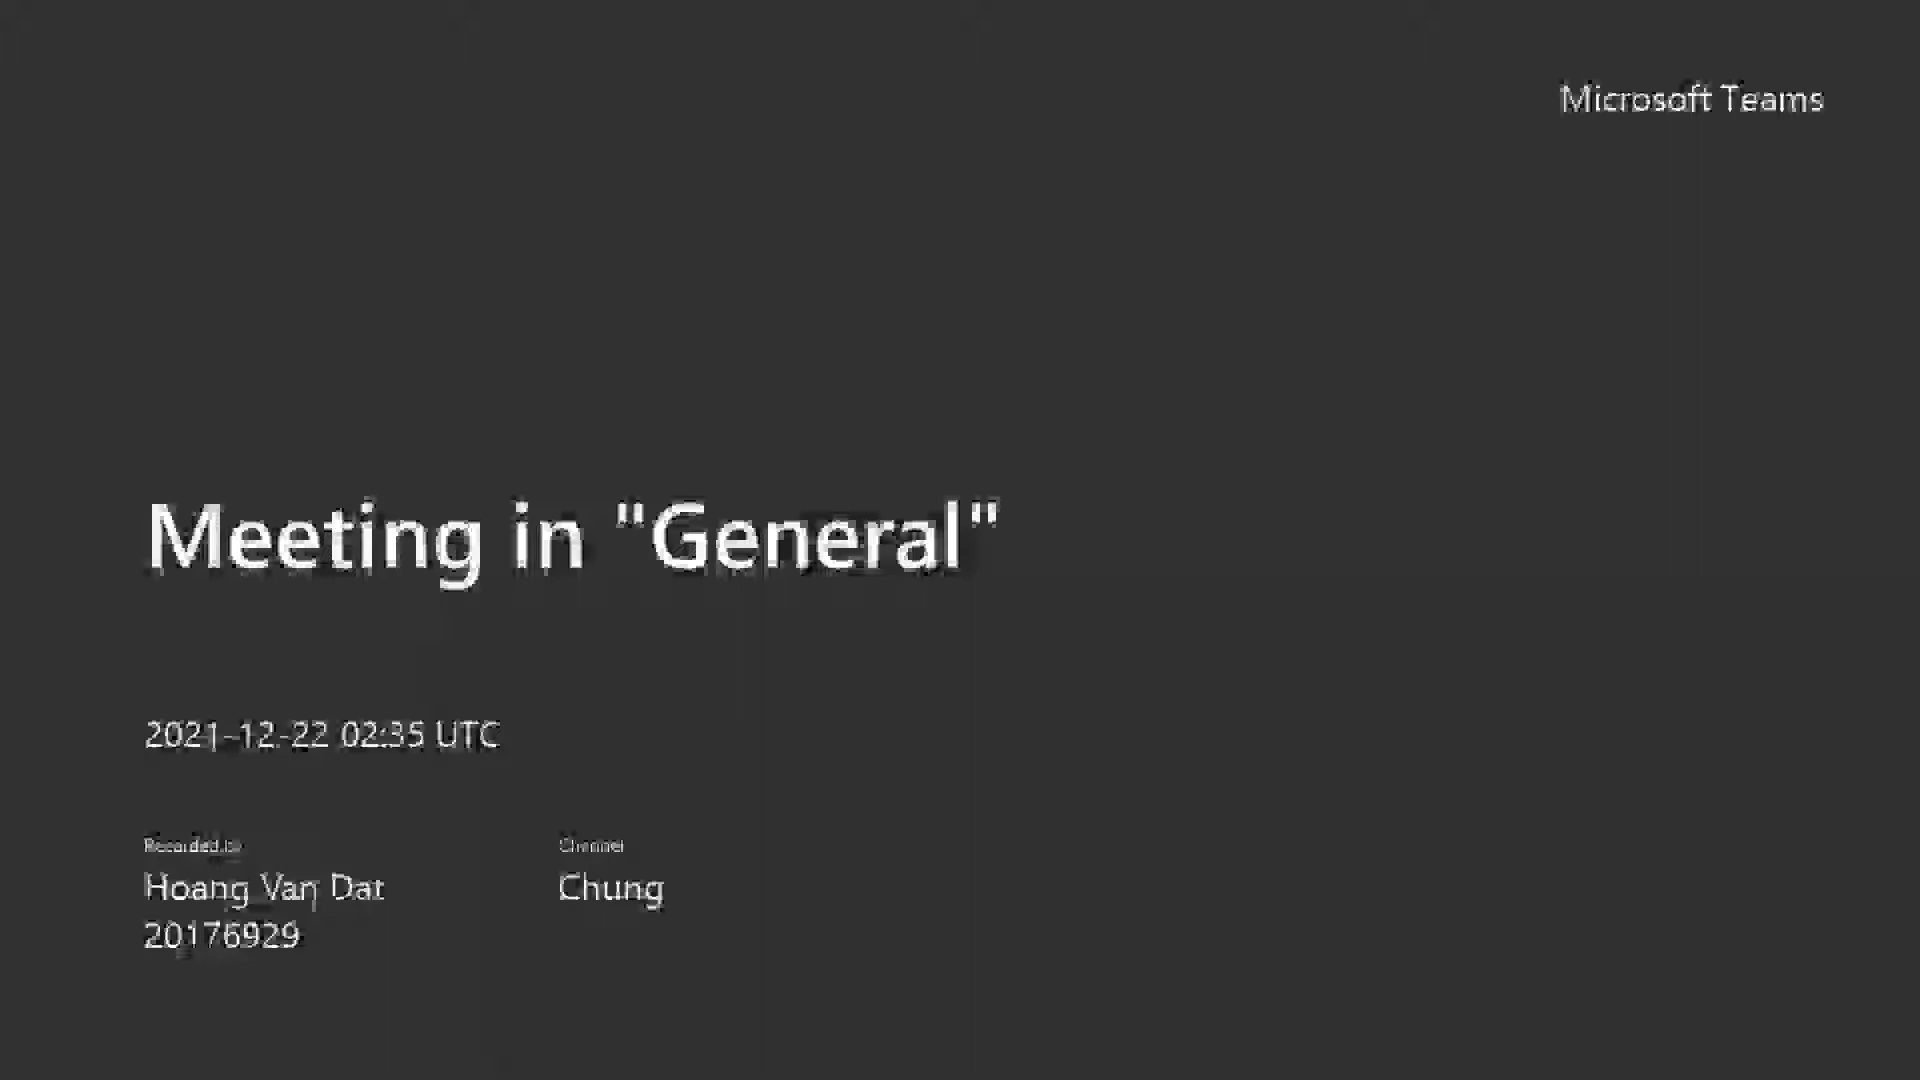 Microsoft Teams
Meeting in "General"
2021-12-22 02:35 UTC
Recorded by
Channel
Hoang Van Dat
Chung
20176929